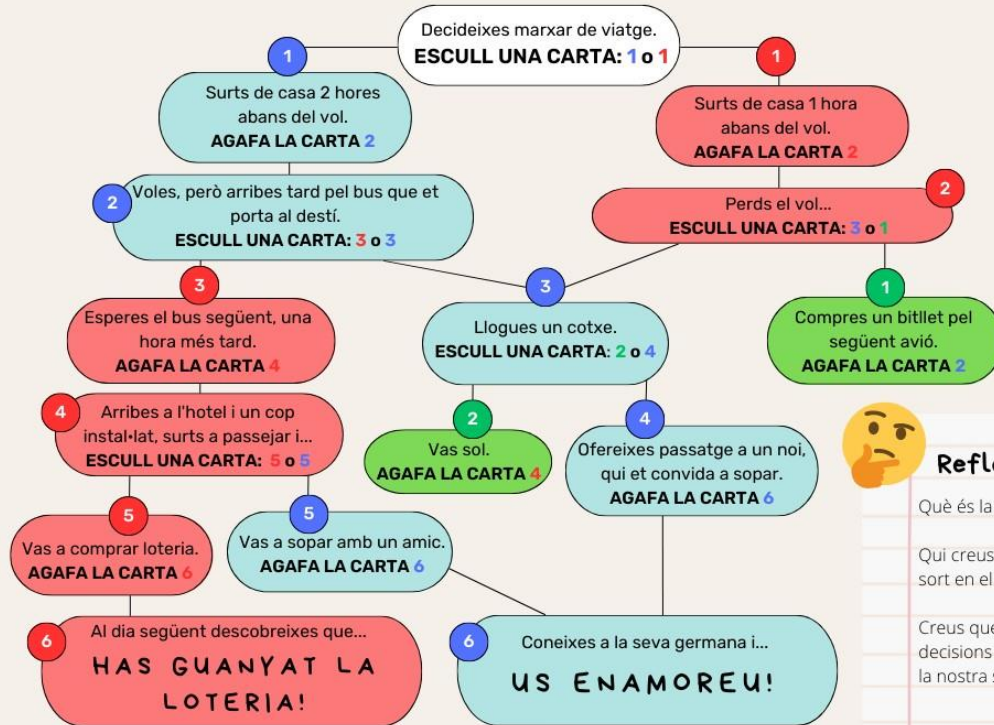 Decideixes marxar de viatge.
ESCULL UNA CARTA: 1 o 1
1
Surts de casa 2 hores
abans del vol.
AGAFA LA CARTA 2
1
Surts de casa 1 hora
abans del vol.
AGAFA LA CARTA 2
2
Voles, però arribes tard pel bus que et
porta al destí.
ESCULL UNA CARTA: 3 o 3
2
Perds el vol...
ESCULL UNA CARTA: 3 o 1
3
Esperes el bus següent, una
hora més tard.
AGAFA LA CARTA 4
3
Llogues un cotxe.
ESCULL UNA CARTA: 2 o 4
1
Compres un bitllet pel
següent avió.
AGAFA LA CARTA 2
4
Arribes a l'hotel i un cop
instal•lat, surts a passejar i...
ESCULL UNA CARTA: 5 o 5
2
Vas sol.
AGAFA LA CARTA 4
4
Ofereixes passatge a un noi,
qui et convida a sopar.
AGAFA LA CARTA 6
5
Vas a comprar loteria.
AGAFA LA CARTA 6
5
Vas a sopar amb un amic.
AGAFA LA CARTA 6
6
Al dia següent descobreixes que...
HAS GUANYAT LA
LOTERIA!
6
Coneixes a la seva germana i...
US ENAMOREU!
Refl
Què és la
Qui creus
sort en el
Creus que
decisions
la nostra s